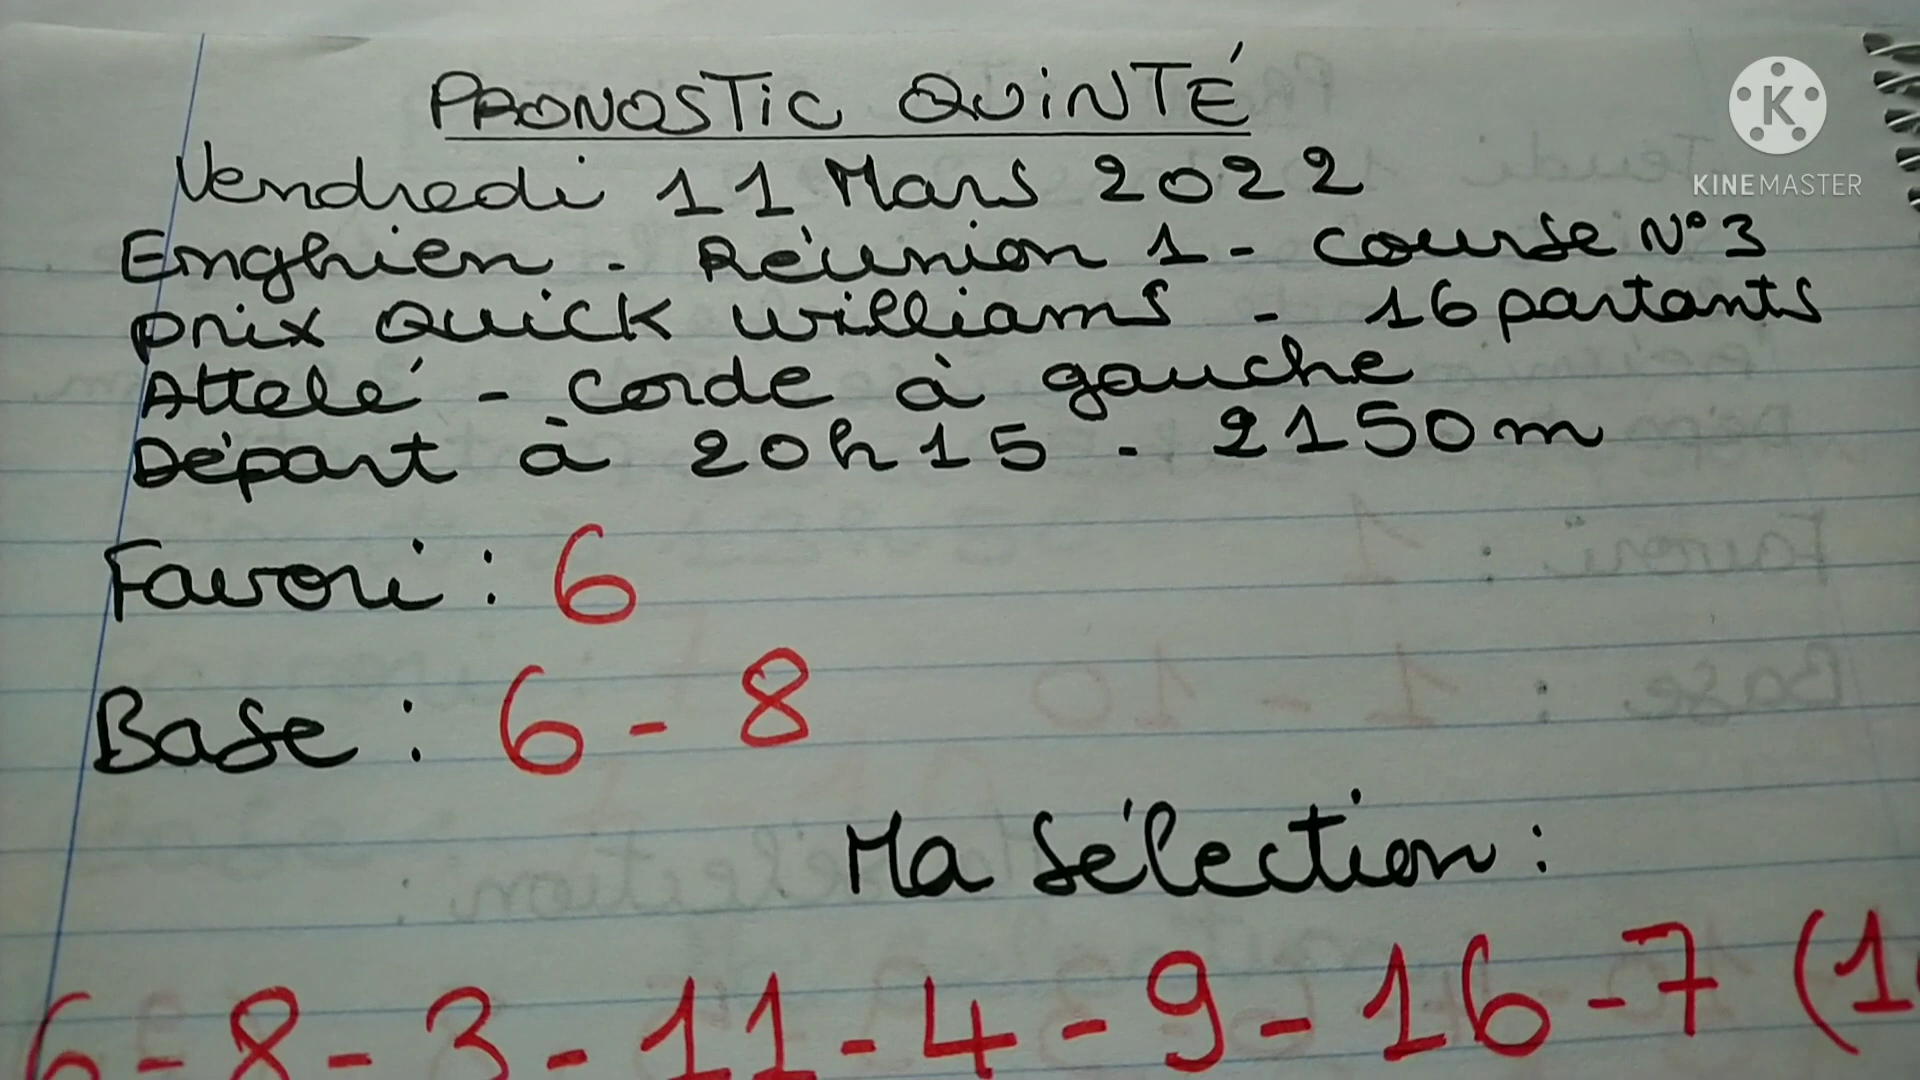 PRONOSTIC QUINTÉ
Vendredi 11 Mars 2022
Enghien - Réunion 1 - Course N°3
prix Quick Williams - 16 partants
Attelé - Corde à gauche
Départ à 20h15 - 2150m
Favori : 6
Base : 6 - 8
Ma Sélection :
6 - 8 - 3 - 11 - 4 - 9 - 16 - 7 (1
K
KINEMASTER